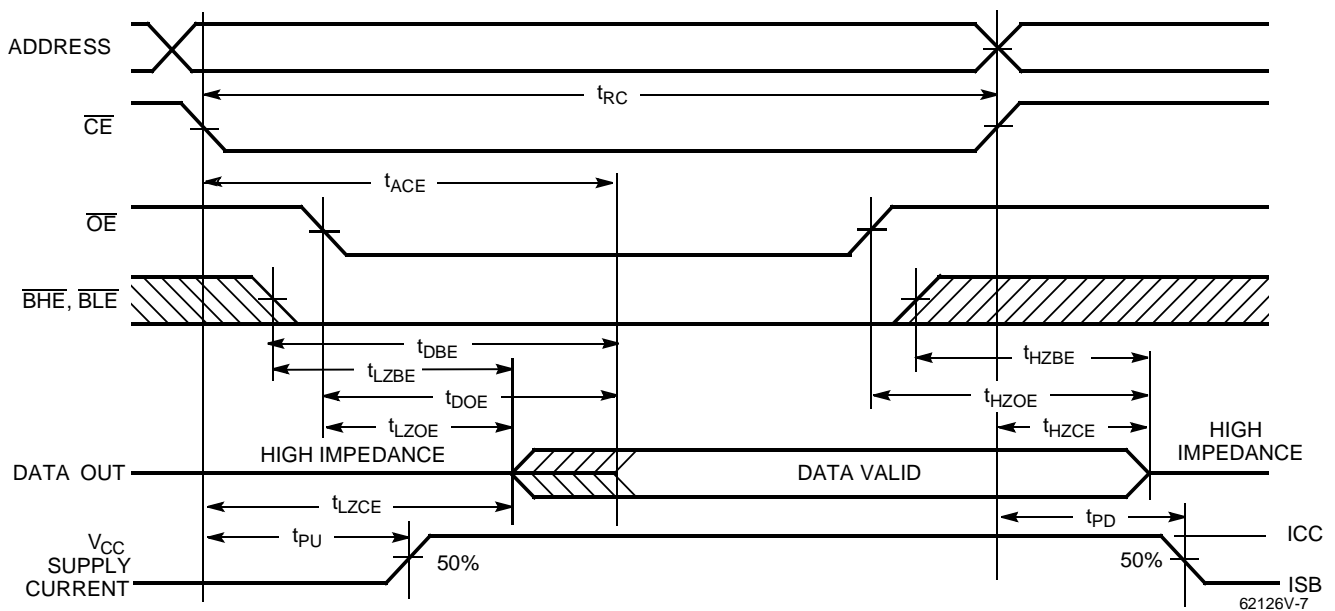 ADDRESS
tRC
CE
tACE
OE
BHE, BLE
tDBE
tHZBE
tLZBE
tDOE
tHZOE
tLZOE
tHZCE
HIGH IMPEDANCE
HIGH
IMPEDANCE
DATA OUT
DATA VALID
tLZCE
tPD
tPU
VCC
SUPPLY
CURRENT
50%
50%
ICC
ISB
62126V-7